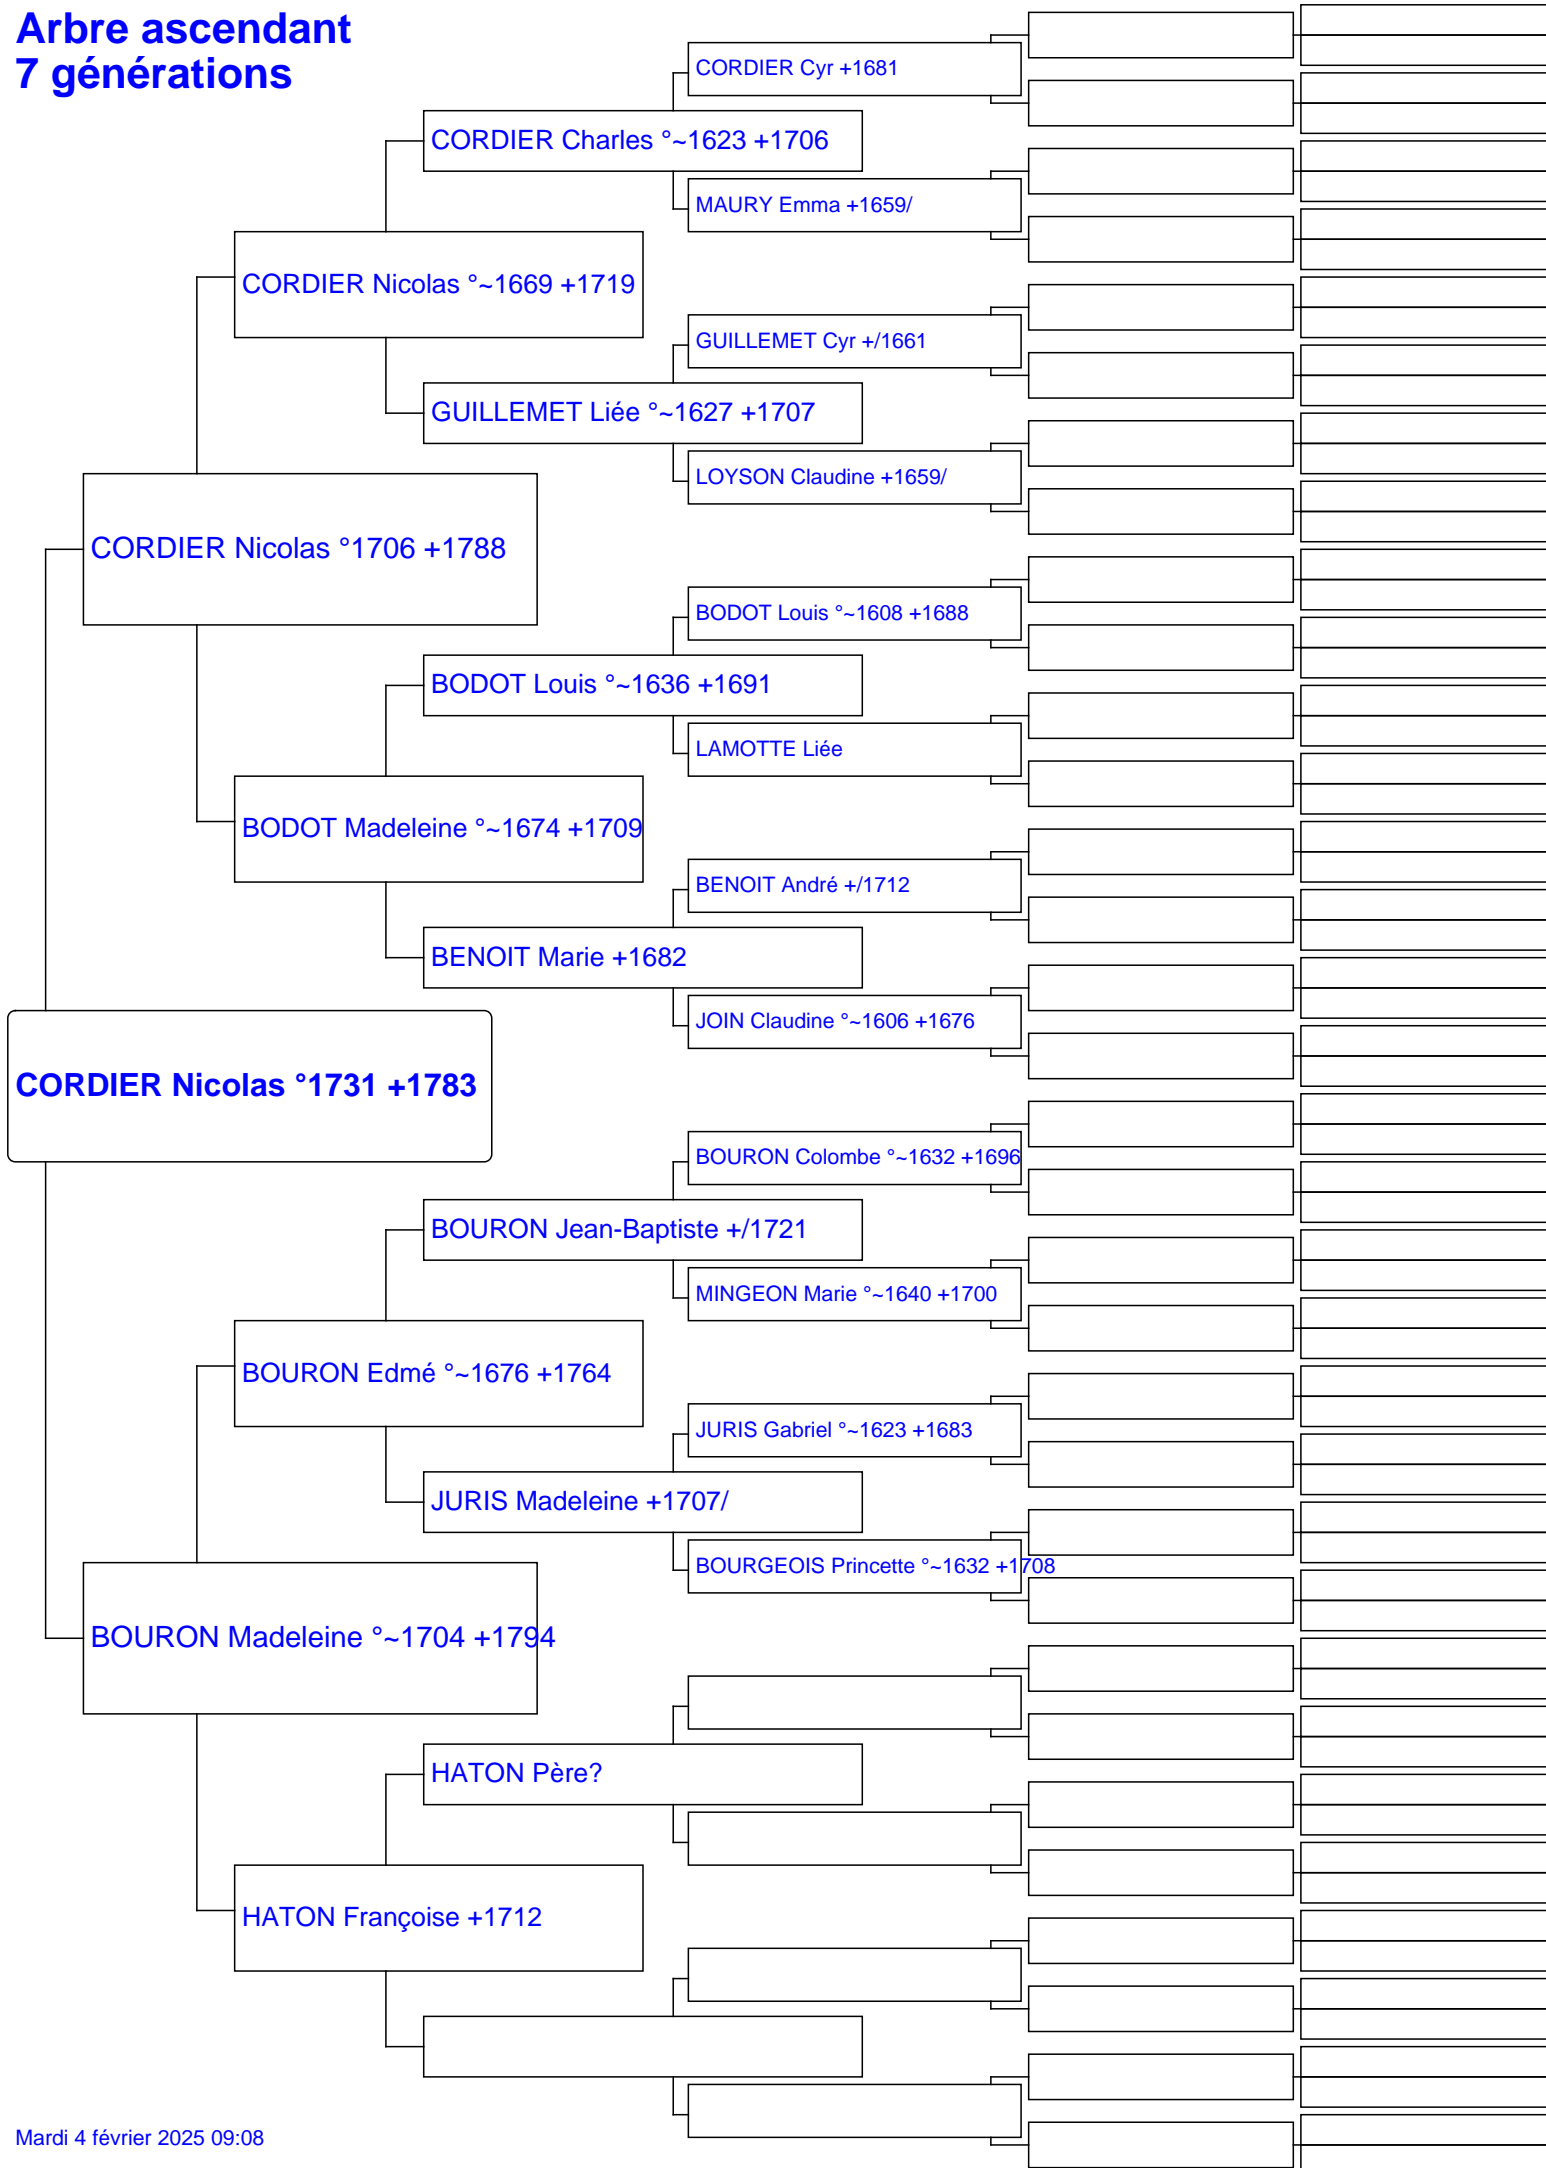 Arbre ascendant
7 générations
CORDIER Cyr +1681
CORDIER Charles °~1623 +1706
MAURY Emma +1659/
CORDIER Nicolas °~1669 +1719
GUILLEMET Cyr +/1661
GUILLEMET Liée °~1627 +1707
LOYSON Claudine +1659/
CORDIER Nicolas °1706 +1788
BODOT Louis °~1608 +1688
BODOT Louis °~1636 +1691
LAMOTTE Liée
BODOT Madeleine °~1674 +1709
BENOIT André +/1712
BENOIT Marie +1682
JOIN Claudine °~1606 +1676
CORDIER Nicolas °1731 +1783
BOURON Colombe °~1632 +1696
BOURON Jean-Baptiste +/1721
MINGEON Marie °~1640 +1700
BOURON Edmé °~1676 +1764
JURIS Gabriel °~1623 +1683
JURIS Madeleine +1707/
BOURGEOIS Princette °~1632 +1708
BOURON Madeleine °~1704 +1794
HATON Père?
HATON Françoise +1712
Mardi 4 février 2025 09:08